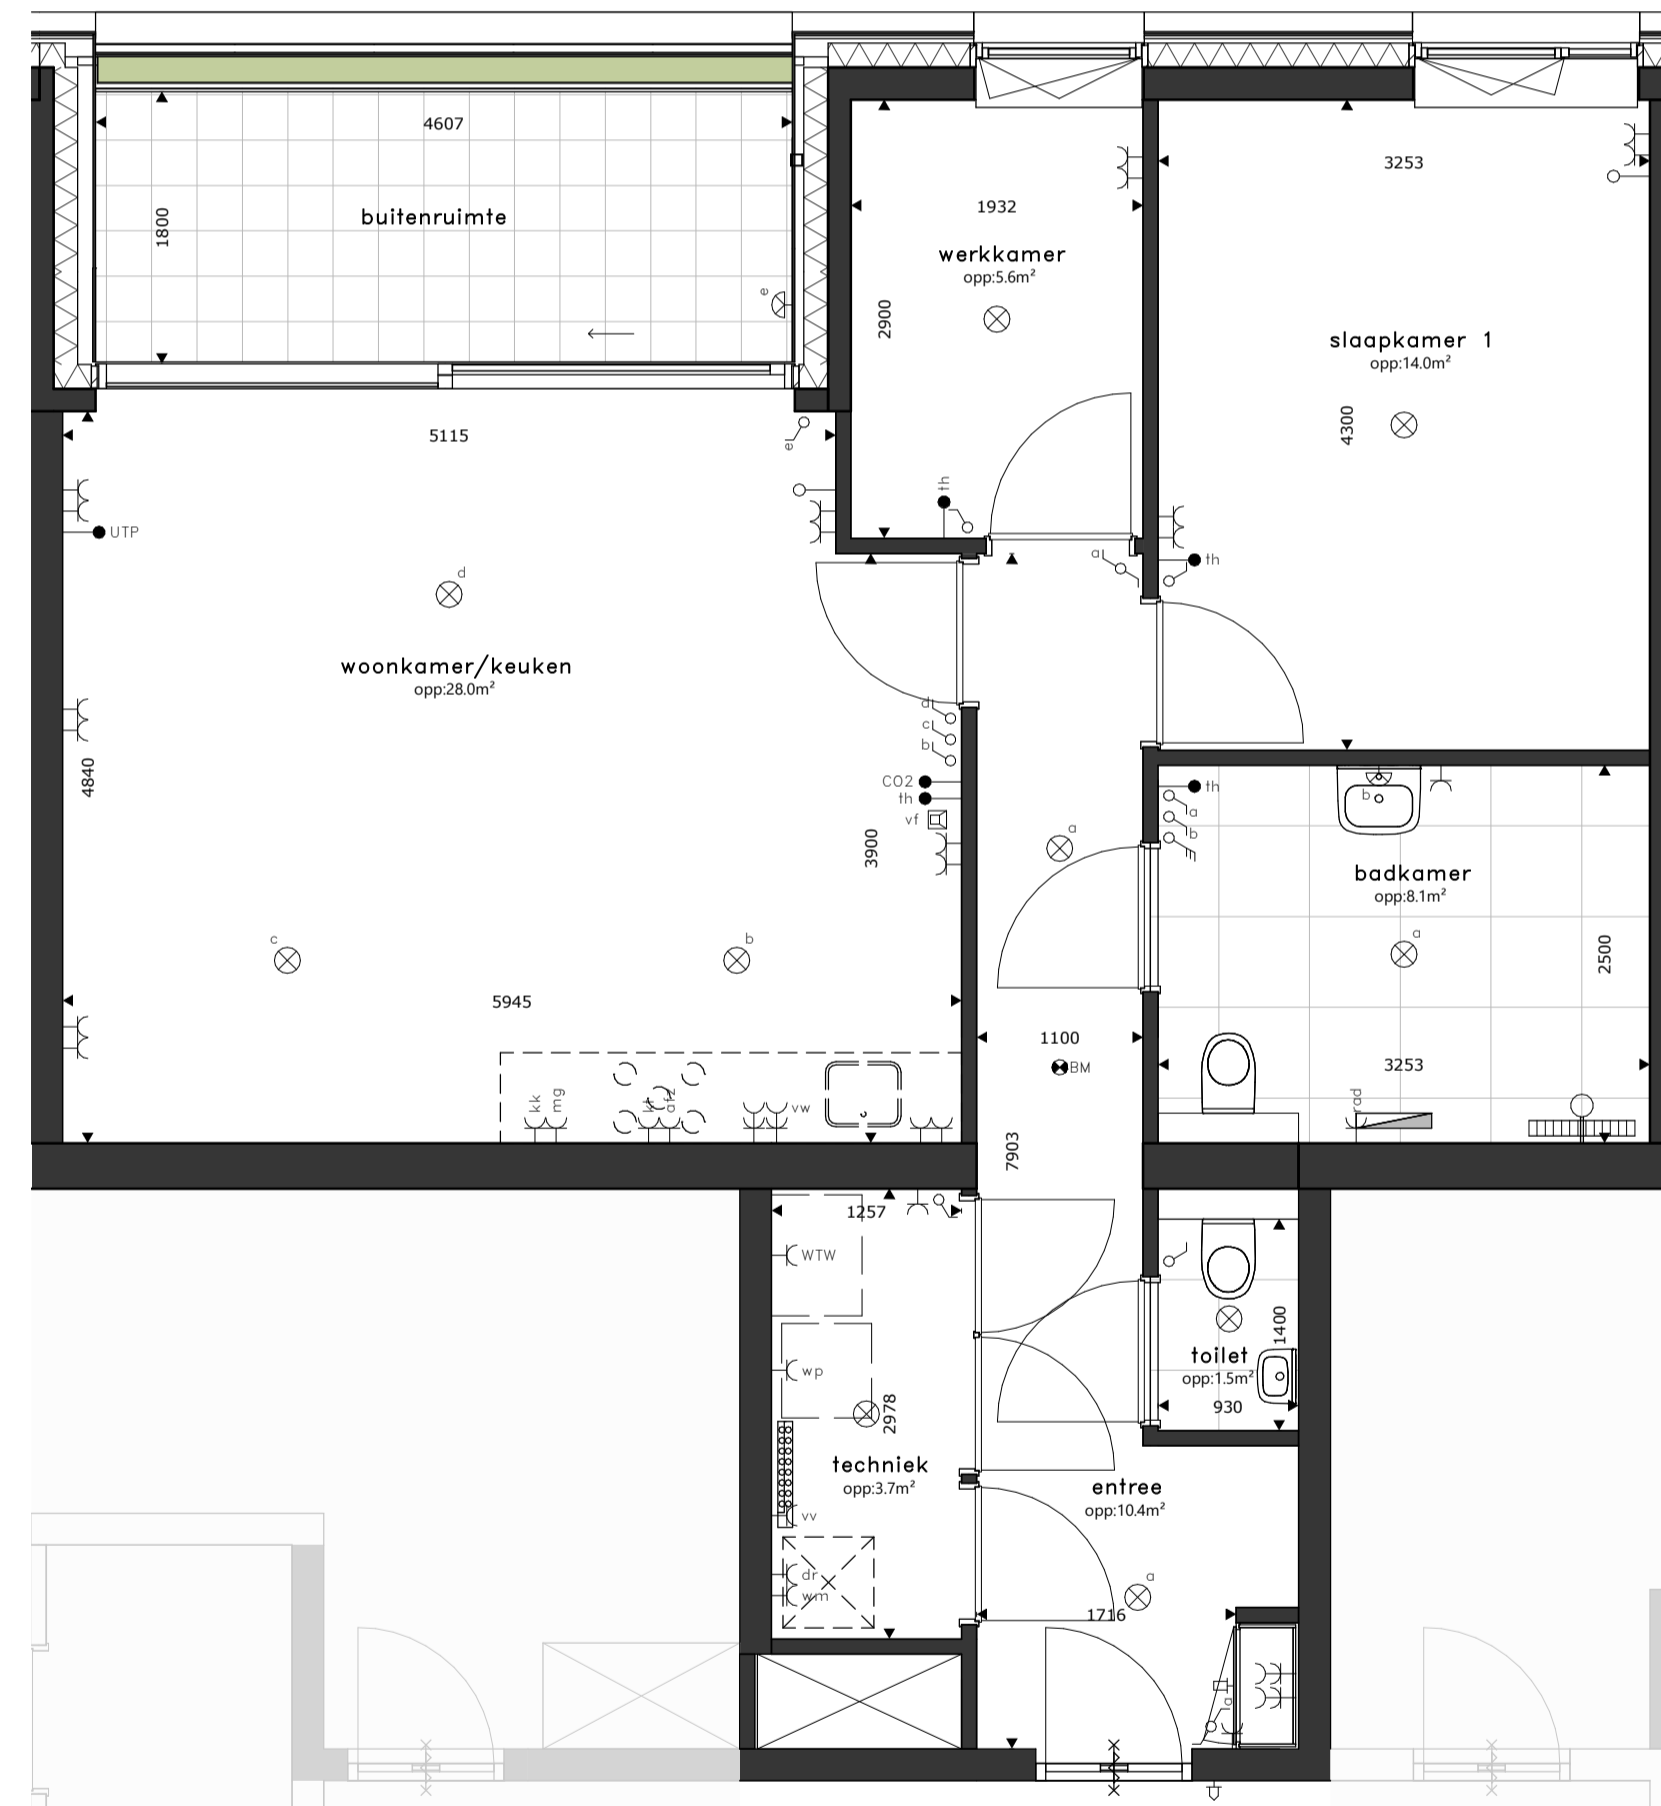 4607
1800
buitenruimte
e
1932
werkkamer
opp:5.6m²
2900
th
3253
slaapkamer 1
opp:14.0m²
4300
th
a
5115
e
UTP
d
woonkamer/keuken
opp:28.0m²
4840
d
c
b
CO2
th
vf
3900
c
b
5945
kk
mg
kt
afz
vw
c
a
1100
BM
7903
th
a
b
b
badkamer
opp:8.1m²
a
2500
3253
rad
1257
WTW
wp
2978
techniek
opp:3.7m²
vv
dr
wm
1400
toilet
opp:1.5m²
930
entree
opp:10.4m²
a
1716
a